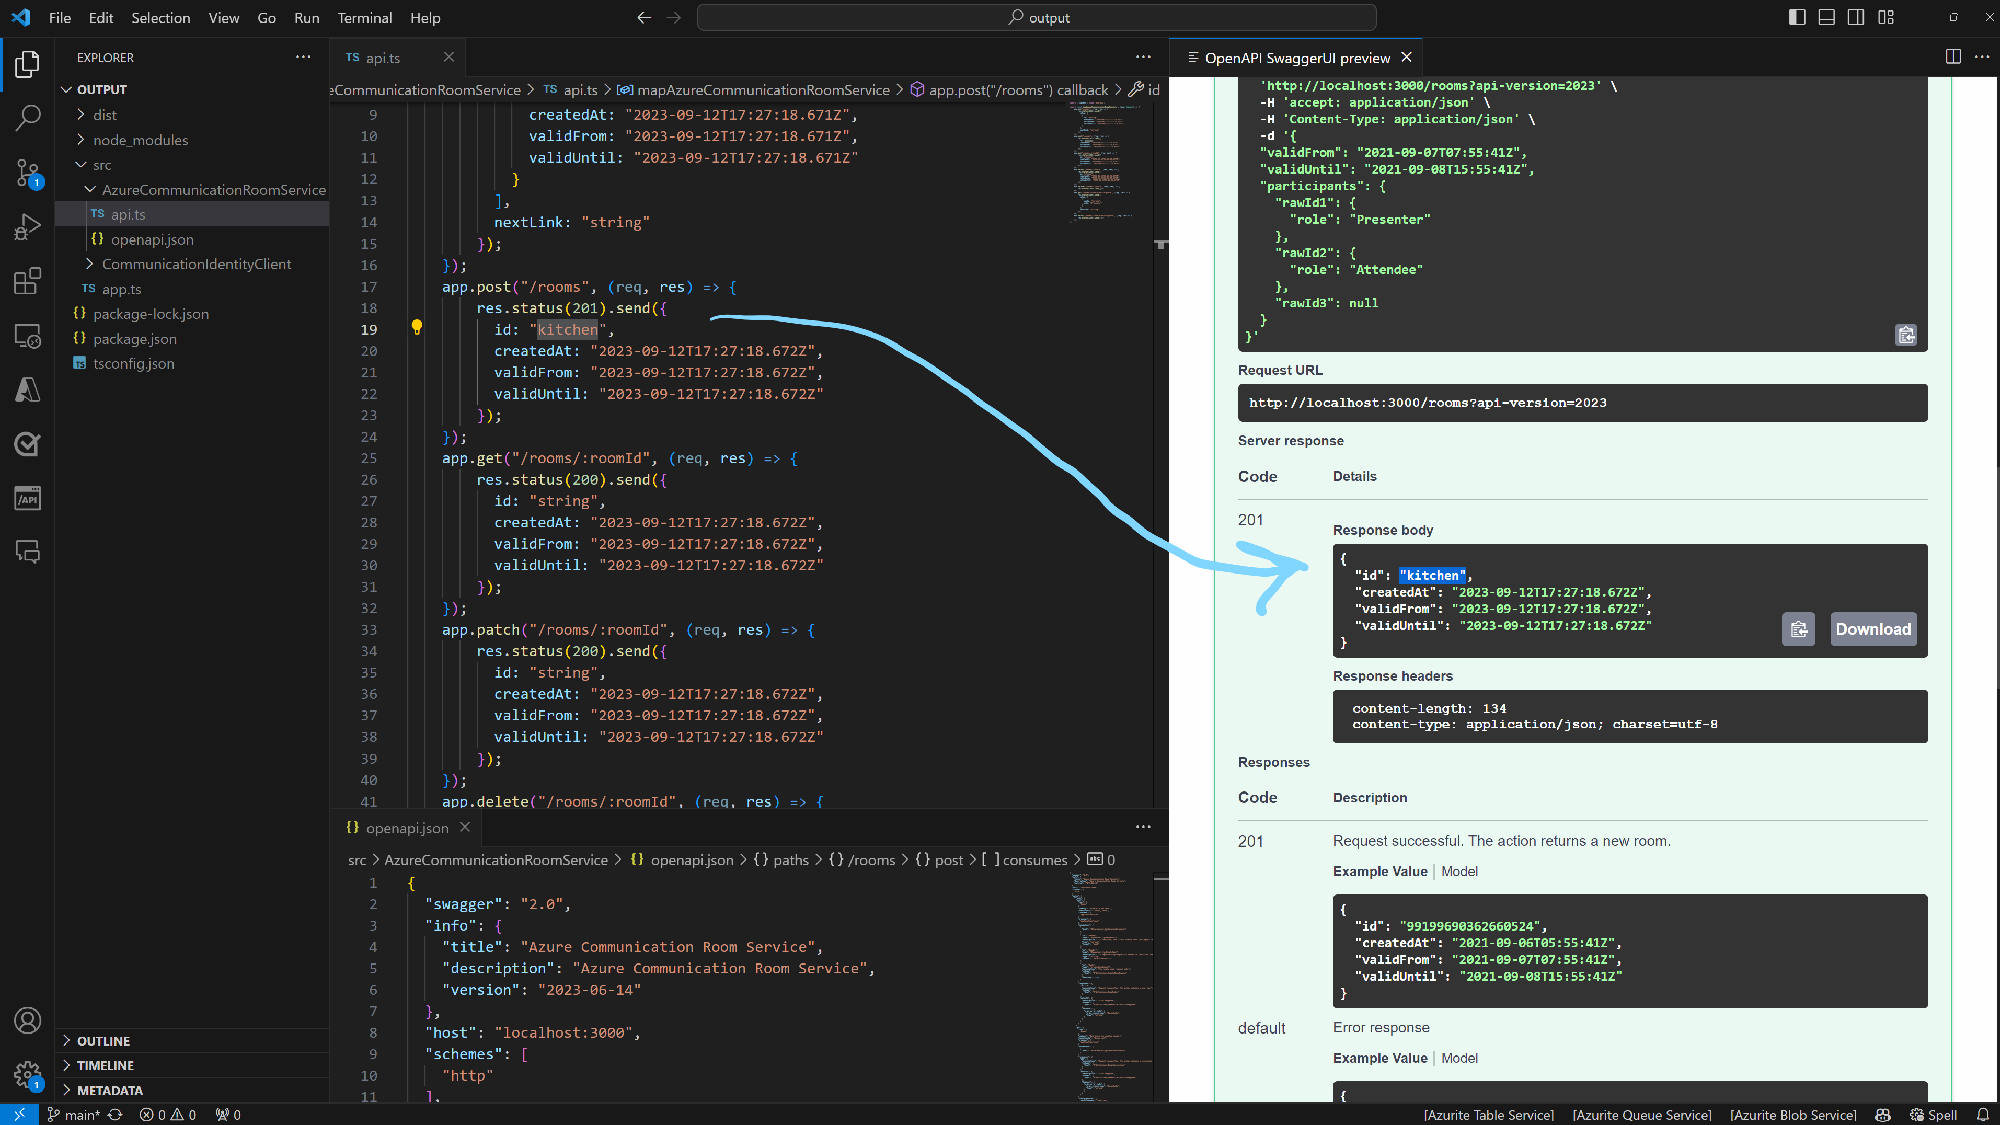 File Edit Selection View Go Run Terminal Help
output
EXPLORER
OUTPUT
dist
node_modules
src
AzureCommunicationRoomService
TS api.ts
{} openapi.json
CommunicationIdentityClient
TS app.ts
{} package-lock.json
{} package.json
TS tsconfig.json
OUTLINE
TIMELINE
METADATA
TS api.ts
eCommunicationRoomService > TS api.ts > mapAzureCommunicationRoomService > app.post("/rooms") callback > id
9 createdAt: "2023-09-12T17:27:18.671Z",
10 validFrom: "2023-09-12T17:27:18.671Z",
11 validUntil: "2023-09-12T17:27:18.671Z"
12 }
13 ],
14 nextLink: "string"
15 });
16 });
17 app.post("/rooms", (req, res) => {
18 res.status(201).send({
19 id: "kitchen",
20 createdAt: "2023-09-12T17:27:18.672Z",
21 validFrom: "2023-09-12T17:27:18.672Z",
22 validUntil: "2023-09-12T17:27:18.672Z"
23 });
24 });
25 app.get("/rooms/:roomId", (req, res) => {
26 res.status(200).send({
27 id: "string",
28 createdAt: "2023-09-12T17:27:18.672Z",
29 validFrom: "2023-09-12T17:27:18.672Z",
30 validUntil: "2023-09-12T17:27:18.672Z"
31 });
32 });
33 app.patch("/rooms/:roomId", (req, res) => {
34 res.status(200).send({
35 id: "string",
36 createdAt: "2023-09-12T17:27:18.672Z",
37 validFrom: "2023-09-12T17:27:18.672Z",
38 validUntil: "2023-09-12T17:27:18.672Z"
39 });
40 });
41 app.delete("/rooms/:roomId", (req, res) => {
{} openapi.json
src > AzureCommunicationRoomService > {} openapi.json > {} paths > {} /rooms > {} post > [ ] consumes > abc 0
1 {
2 "swagger": "2.0",
3 "info": {
4 "title": "Azure Communication Room Service",
5 "description": "Azure Communication Room Service",
6 "version": "2023-06-14"
7 },
8 "host": "localhost:3000",
9 "schemes": [
10 "http"
11 ],
OpenAPI SwaggerUI preview
'http://localhost:3000/rooms?api-version=2023' \
-H 'accept: application/json' \
-H 'Content-Type: application/json' \
-d '{
"validFrom": "2021-09-07T07:55:41Z",
"validUntil": "2021-09-08T15:55:41Z",
"participants": {
"rawId1": {
"role": "Presenter"
},
"rawId2": {
"role": "Attendee"
},
"rawId3": null
}
}'
Request URL
http://localhost:3000/rooms?api-version=2023
Server response
Code Details
201
Response body
{
"id": "kitchen",
"createdAt": "2023-09-12T17:27:18.672Z",
"validFrom": "2023-09-12T17:27:18.672Z",
"validUntil": "2023-09-12T17:27:18.672Z"
}
Download
Response headers
content-length: 134
content-type: application/json; charset=utf-8
Responses
Code Description
201 Request successful. The action returns a new room.
Example Value | Model
{
"id": "99199690362660524",
"createdAt": "2021-09-06T05:55:41Z",
"validFrom": "2021-09-07T07:55:41Z",
"validUntil": "2021-09-08T15:55:41Z"
}
default Error response
Example Value | Model
{
/API
1
1
main* 0 0 0
[Azurite Table Service] [Azurite Queue Service] [Azurite Blob Service] Spell